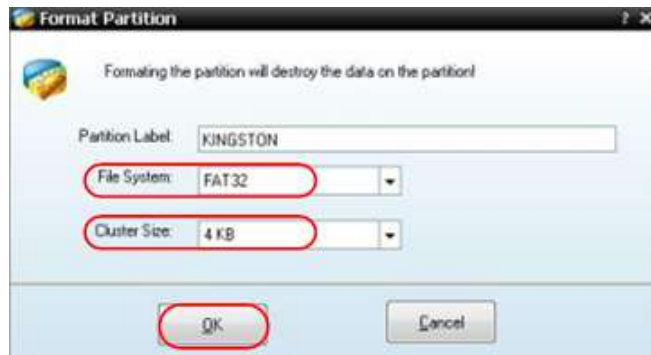 Format Partition ? X
Formating the partition will destroy the data on the partition!
Partition Label: KINGSTON
File System: FAT32
Cluster Size: 4 KB
OK Cancel